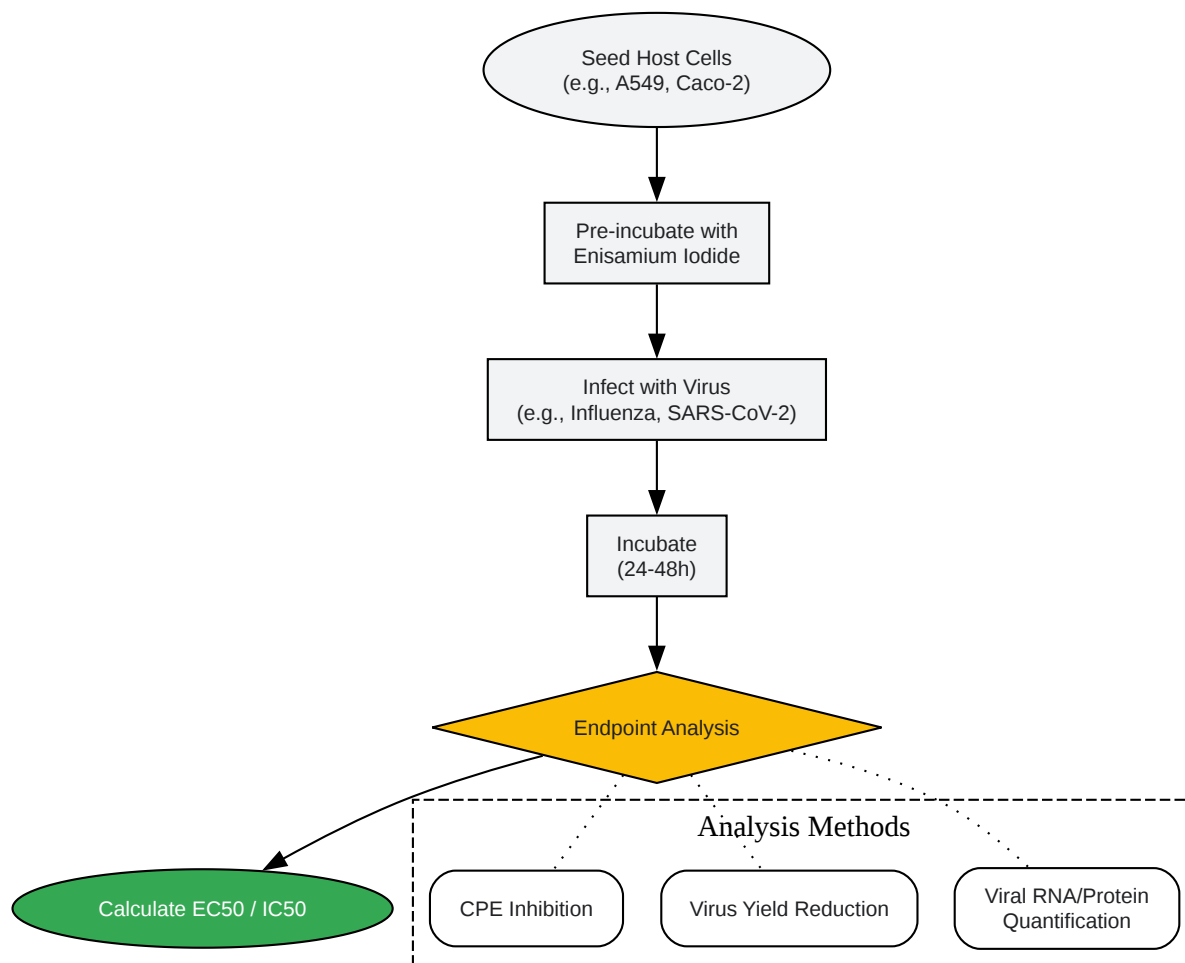 Seed Host Cells
(e.g., A549, Caco-2)
Pre-incubate with
Enisamium Iodide
Infect with Virus
(e.g., Influenza, SARS-CoV-2)
Incubate
(24-48h)
Endpoint Analysis
Analysis Methods
Calculate EC50 / IC50
CPE Inhibition
Virus Yield Reduction
Viral RNA/Protein
Quantification